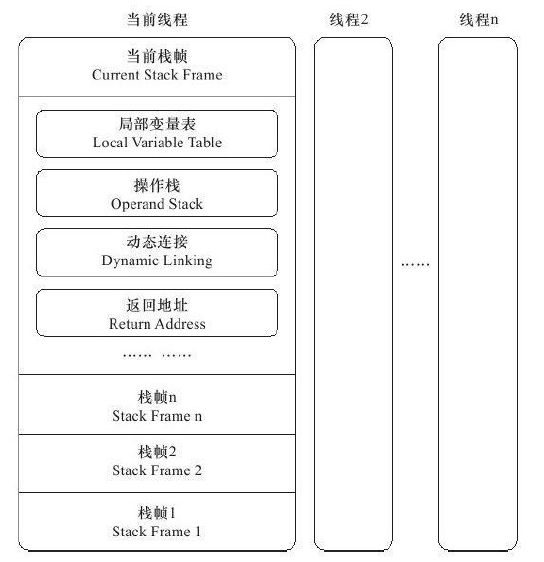 当前线程
线程2
线程n
当前栈帧
Current Stack Frame
局部变量表
Local Variable Table
操作栈
Operand Stack
动态连接
Dynamic Linking
返回地址
Return Address
…… ……
……
栈帧n
Stack Frame n
栈帧2
Stack Frame 2
栈帧1
Stack Frame 1